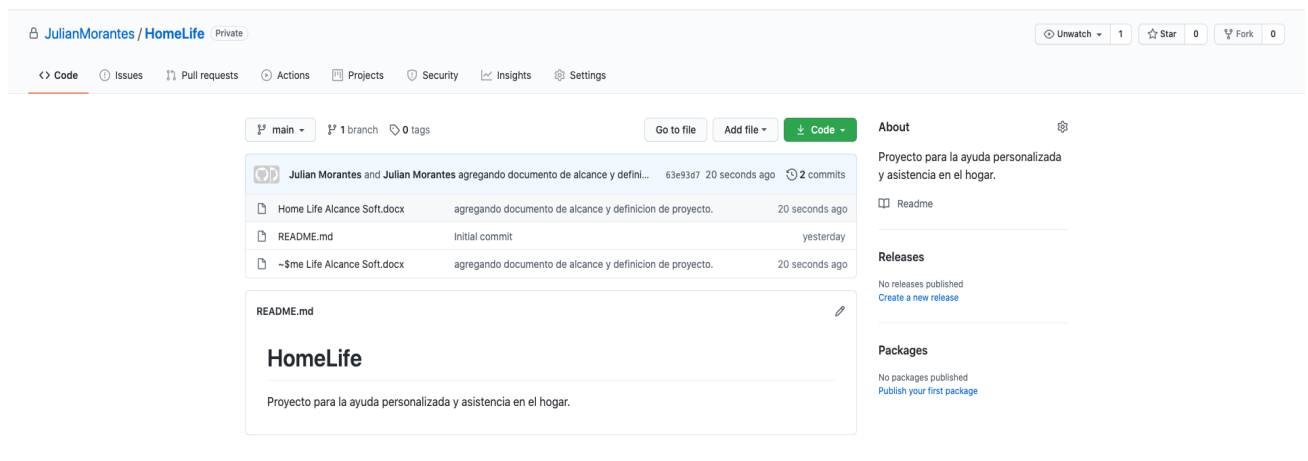 JulianMorantes / HomeLife Private
Unwatch 1 Star 0 Fork 0
<> Code Issues Pull requests Actions Projects Security Insights Settings
main 1 branch 0 tags Go to file Add file Code
Julian Morantes and Julian Morantes agregando documento de alcance y defini... 63e93d7 20 seconds ago 2 commits
Home Life Alcance Soft.docx agregando documento de alcance y definicion de proyecto. 20 seconds ago
README.md Initial commit yesterday
~$me Life Alcance Soft.docx agregando documento de alcance y definicion de proyecto. 20 seconds ago
README.md
HomeLife
Proyecto para la ayuda personalizada y asistencia en el hogar.
About
Proyecto para la ayuda personalizada
y asistencia en el hogar.
Readme
Releases
No releases published
Create a new release
Packages
No packages published
Publish your first package